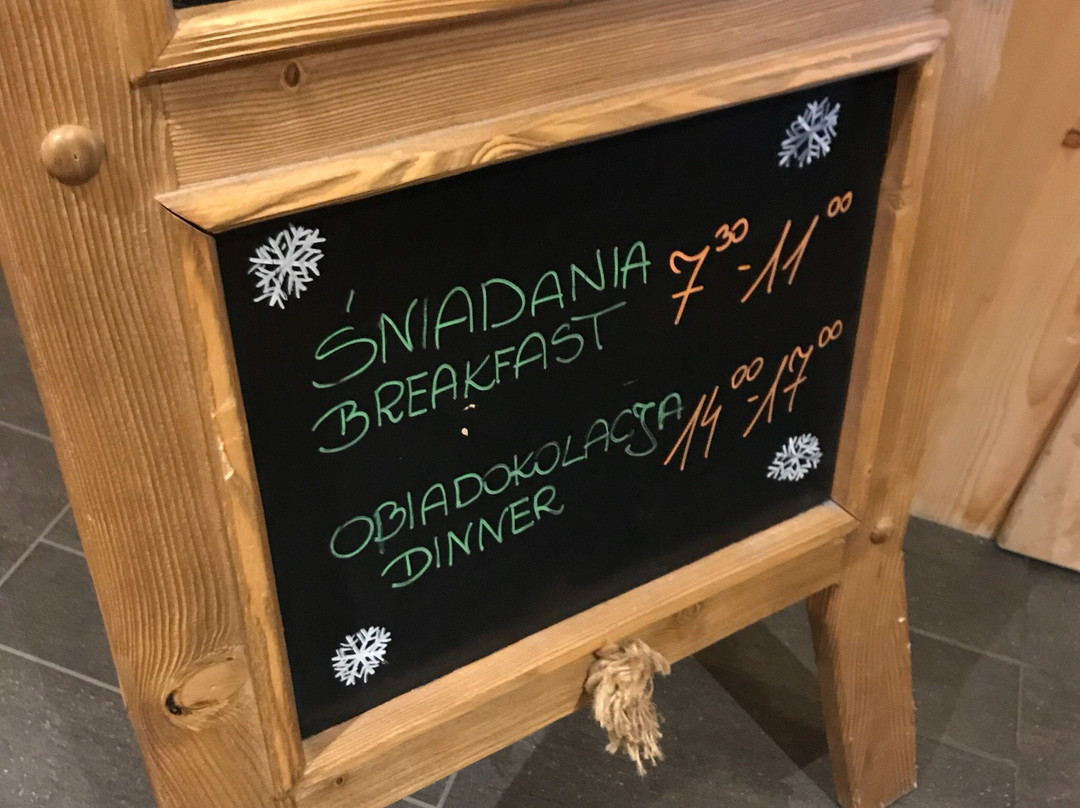 ŚNIADANIA 7³⁰-11⁰⁰
BREAKFAST
OBIADOKOLACJA 14⁰⁰-17⁰⁰
DINNER